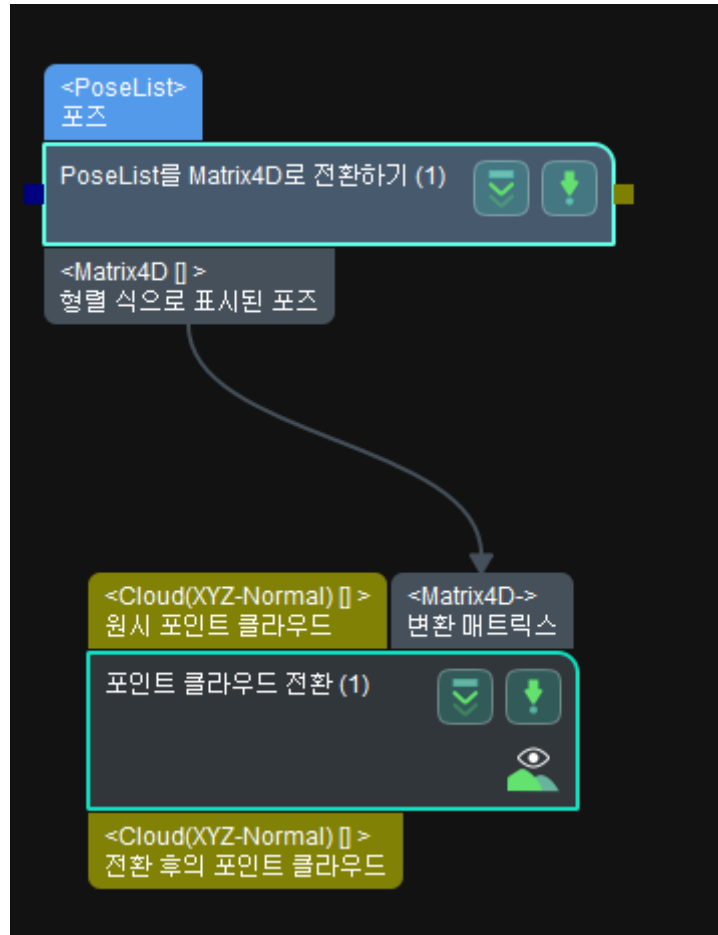 <PoseList>
포즈
PoseList를 Matrix4D로 전환하기 (1)
<Matrix4D [] >
형렬 식으로 표시된 포즈
<Cloud(XYZ-Normal) [] >
원시 포인트 클라우드
<Matrix4D->
변환 매트릭스
포인트 클라우드 전환 (1)
<Cloud(XYZ-Normal) [] >
전환 후의 포인트 클라우드